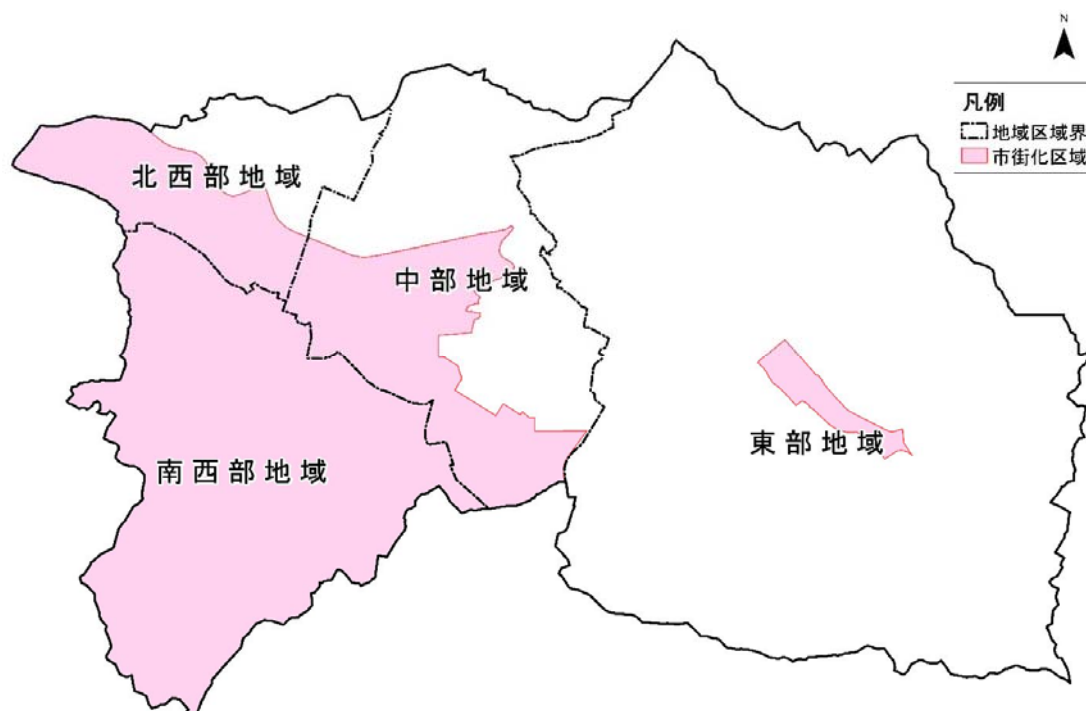 N
凡例
地域区域界
市街化区域
北西部地域
中部地域
東部地域
南西部地域